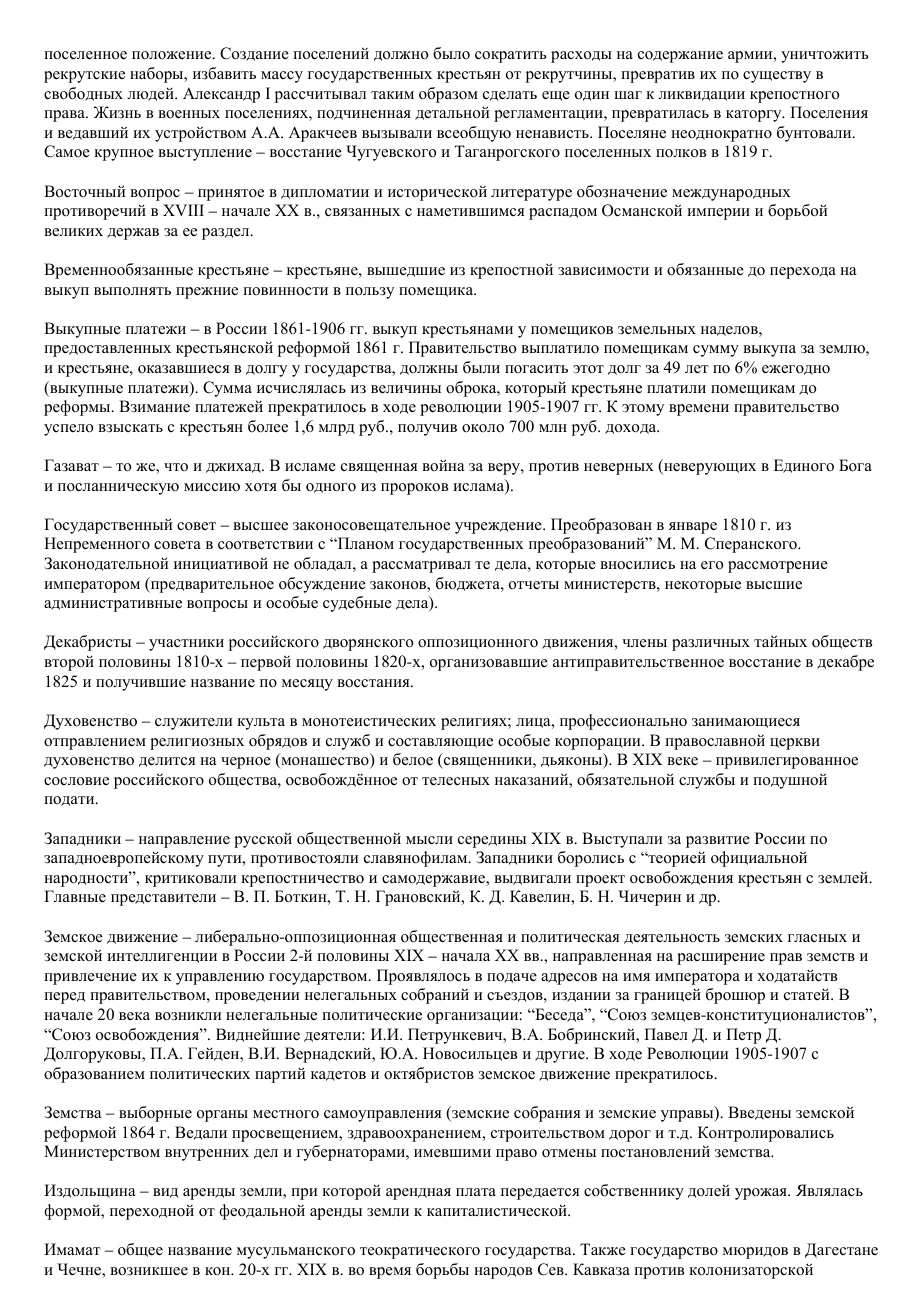 поселенное положение. Создание поселений должно было сократить расходы на содержание армии, уничтожить
рекрутские наборы, избавить массу государственных крестьян от рекрутчины, превратив их по существу в
свободных людей. Александр I рассчитывал таким образом сделать еще один шаг к ликвидации крепостного
права. Жизнь в военных поселениях, подчиненная детальной регламентации, превратилась в каторгу. Поселения
и ведавший их устройством А.А. Аракчеев вызывали всеобщую ненависть. Поселяне неоднократно бунтовали.
Самое крупное выступление – восстание Чугуевского и Таганрогского поселенных полков в 1819 г.
Восточный вопрос – принятое в дипломатии и исторической литературе обозначение международных
противоречий в XVIII – начале XX в., связанных с наметившимся распадом Османской империи и борьбой
великих держав за ее раздел.
Временнообязанные крестьяне – крестьяне, вышедшие из крепостной зависимости и обязанные до перехода на
выкуп выполнять прежние повинности в пользу помещика.
Выкупные платежи – в России 1861-1906 гг. выкуп крестьянами у помещиков земельных наделов,
предоставленных крестьянской реформой 1861 г. Правительство выплатило помещикам сумму выкупа за землю,
и крестьяне, оказавшиеся в долгу у государства, должны были погасить этот долг за 49 лет по 6% ежегодно
(выкупные платежи). Сумма исчислялась из величины оброка, который крестьяне платили помещикам до
реформы. Взимание платежей прекратилось в ходе революции 1905-1907 гг. К этому времени правительство
успело взыскать с крестьян более 1,6 млрд руб., получив около 700 млн руб. дохода.
Газават – то же, что и джихад. В исламе священная война за веру, против неверных (неверующих в Единого Бога
и посланническую миссию хотя бы одного из пророков ислама).
Государственный совет – высшее законосовещательное учреждение. Преобразован в январе 1810 г. из
Непременного совета в соответствии с “Планом государственных преобразований” М. М. Сперанского.
Законодательной инициативой не обладал, а рассматривал те дела, которые вносились на его рассмотрение
императором (предварительное обсуждение законов, бюджета, отчеты министерств, некоторые высшие
административные вопросы и особые судебные дела).
Декабристы – участники российского дворянского оппозиционного движения, члены различных тайных обществ
второй половины 1810-х – первой половины 1820-х, организовавшие антиправительственное восстание в декабре
1825 и получившие название по месяцу восстания.
Духовенство – служители культа в монотеистических религиях; лица, профессионально занимающиеся
отправлением религиозных обрядов и служб и составляющие особые корпорации. В православной церкви
духовенство делится на черное (монашество) и белое (священники, дьяконы). В XIX веке – привилегированное
сословие российского общества, освобождённое от телесных наказаний, обязательной службы и подушной
подати.
Западники – направление русской общественной мысли середины XIX в. Выступали за развитие России по
западноевропейскому пути, противостояли славянофилам. Западники боролись с “теорией официальной
народности”, критиковали крепостничество и самодержавие, выдвигали проект освобождения крестьян с землей.
Главные представители – В. П. Боткин, Т. Н. Грановский, К. Д. Кавелин, Б. Н. Чичерин и др.
Земское движение – либерально-оппозиционная общественная и политическая деятельность земских гласных и
земской интеллигенции в России 2-й половины XIX – начала XX вв., направленная на расширение прав земств и
привлечение их к управлению государством. Проявлялось в подаче адресов на имя императора и ходатайств
перед правительством, проведении нелегальных собраний и съездов, издании за границей брошюр и статей. В
начале 20 века возникли нелегальные политические организации: “Беседа”, “Союз земцев-конституционалистов”,
“Союз освобождения”. Виднейшие деятели: И.И. Петрункевич, В.А. Бобринский, Павел Д. и Петр Д.
Долгоруковы, П.А. Гейден, В.И. Вернадский, Ю.А. Новосильцев и другие. В ходе Революции 1905-1907 с
образованием политических партий кадетов и октябристов земское движение прекратилось.
Земства – выборные органы местного самоуправления (земские собрания и земские управы). Введены земской
реформой 1864 г. Ведали просвещением, здравоохранением, строительством дорог и т.д. Контролировались
Министерством внутренних дел и губернаторами, имевшими право отмены постановлений земства.
Издольщина – вид аренды земли, при которой арендная плата передается собственнику долей урожая. Являлась
формой, переходной от феодальной аренды земли к капиталистической.
Имамат – общее название мусульманского теократического государства. Также государство мюридов в Дагестане
и Чечне, возникшее в кон. 20-х гг. XIX в. во время борьбы народов Сев. Кавказа против колонизаторской